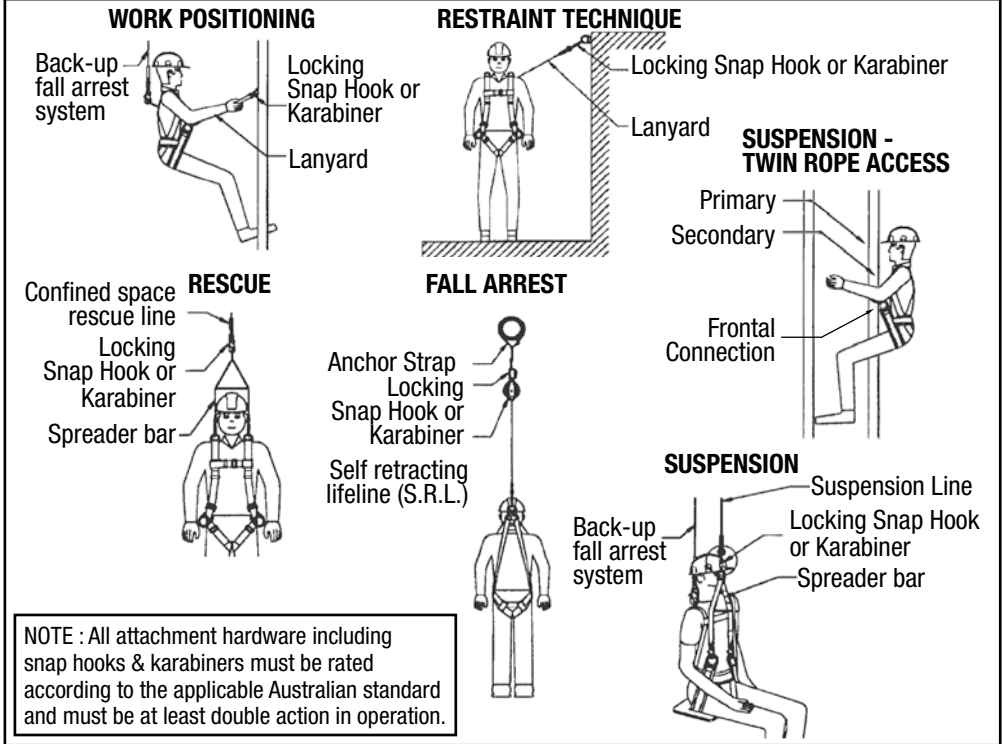 WORK POSITIONING
Back-up
fall arrest
system
Locking
Snap Hook or
Karabiner
Lanyard
RESTRAINT TECHNIQUE
Locking Snap Hook or Karabiner
Lanyard
SUSPENSION -
TWIN ROPE ACCESS
Primary
Secondary
Frontal
Connection
RESCUE
Confined space
rescue line
Locking
Snap Hook or
Karabiner
Spreader bar
FALL ARREST
Anchor Strap
Locking
Snap Hook or
Karabiner
Self retracting
lifeline (S.R.L.)
SUSPENSION
Suspension Line
Back-up
fall arrest
system
Locking Snap Hook
or Karabiner
Spreader bar
NOTE : All attachment hardware including
snap hooks & karabiners must be rated
according to the applicable Australian standard
and must be at least double action in operation.